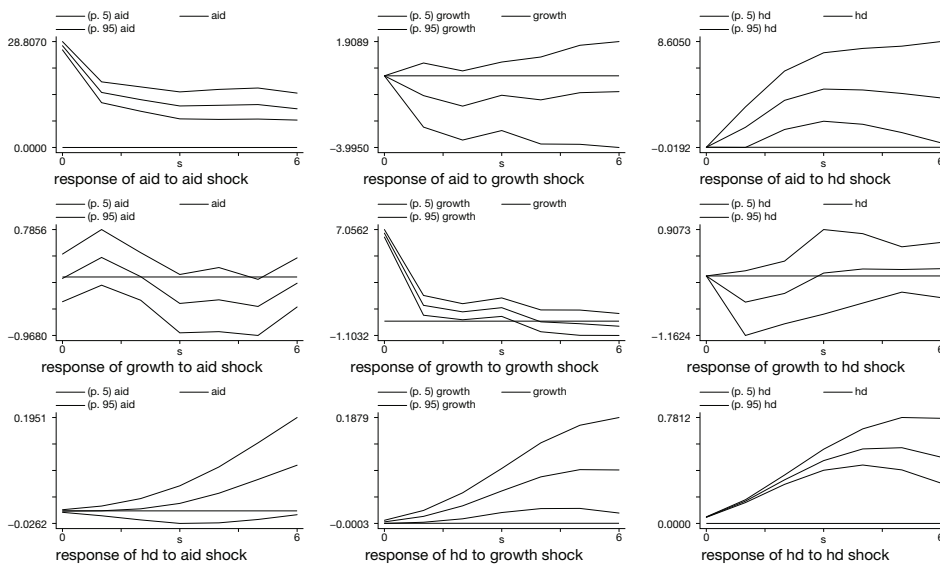 (p. 5) aid aid
(p. 95) aid
28.8070
0.0000
0 s 6
response of aid to aid shock
(p. 5) growth growth
(p. 95) growth
1.9089
−3.9950
0 s 6
response of aid to growth shock
(p. 5) hd hd
(p. 95) hd
8.6050
−0.0192
0 s 6
response of aid to hd shock
(p. 5) aid aid
(p. 95) aid
0.7856
−0.9680
0 s 6
response of growth to aid shock
(p. 5) growth growth
(p. 95) growth
7.0562
−1.1032
0 s 6
response of growth to growth shock
(p. 5) hd hd
(p. 95) hd
0.9073
−1.1624
0 s 6
response of growth to hd shock
(p. 5) aid aid
(p. 95) aid
0.1951
−0.0262
0 s 6
response of hd to aid shock
(p. 5) growth growth
(p. 95) growth
0.1879
−0.0003
0 s 6
response of hd to growth shock
(p. 5) hd hd
(p. 95) hd
0.7812
0.0000
0 s 6
response of hd to hd shock